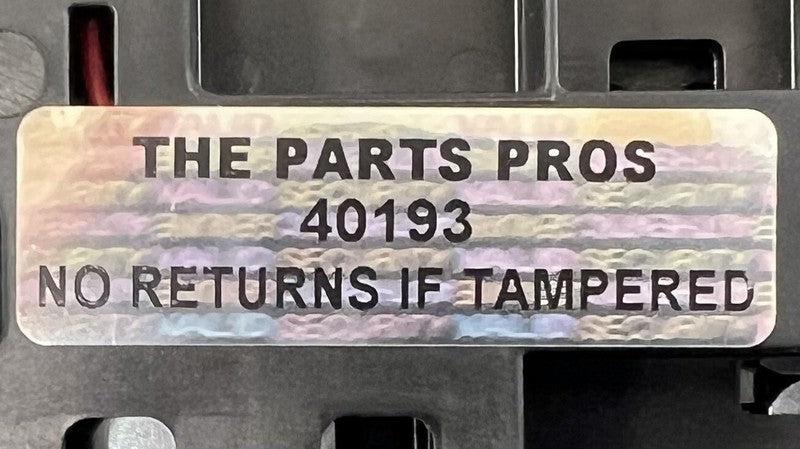 THE PARTS PROS
40193
NO RETURNS IF TAMPERED